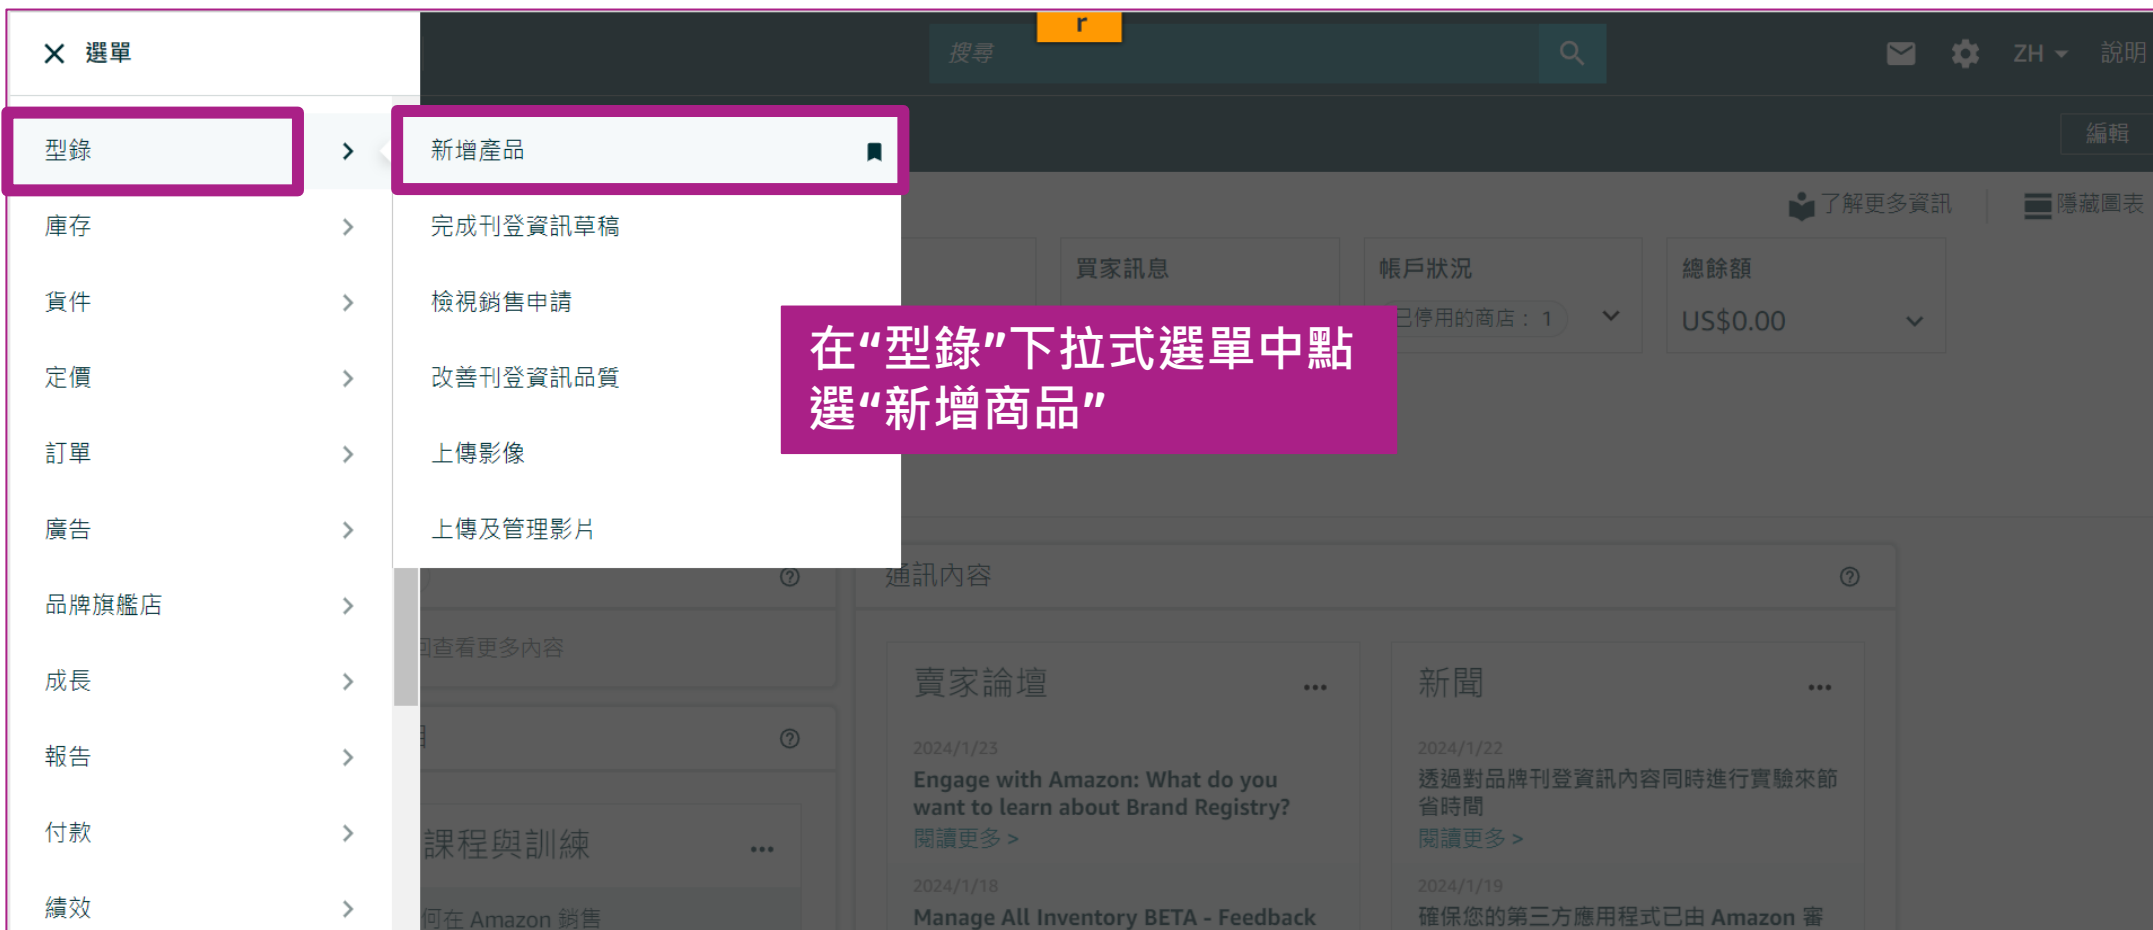 r
選單
搜尋
ZH
說明
型錄
新增產品
編輯
庫存
完成刊登資訊草稿
了解更多資訊
隱藏圖表
貨件
檢視銷售申請
買家訊息
帳戶狀況
已停用的商店： 1
總餘額
US$0.00
在“型錄”下拉式選單中點
選“新增商品”
定價
改善刊登資訊品質
訂單
上傳影像
廣告
上傳及管理影片
品牌旗艦店
成長
報告
付款
績效
回查看更多內容
課程與訓練
何在 Amazon 銷售
通訊內容
賣家論壇
2024/1/23
Engage with Amazon: What do you
want to learn about Brand Registry?
閱讀更多 >
2024/1/18
Manage All Inventory BETA - Feedback
新聞
2024/1/22
透過對品牌刊登資訊內容同時進行實驗來節
省時間
閱讀更多 >
2024/1/19
確保您的第三方應用程式已由 Amazon 審